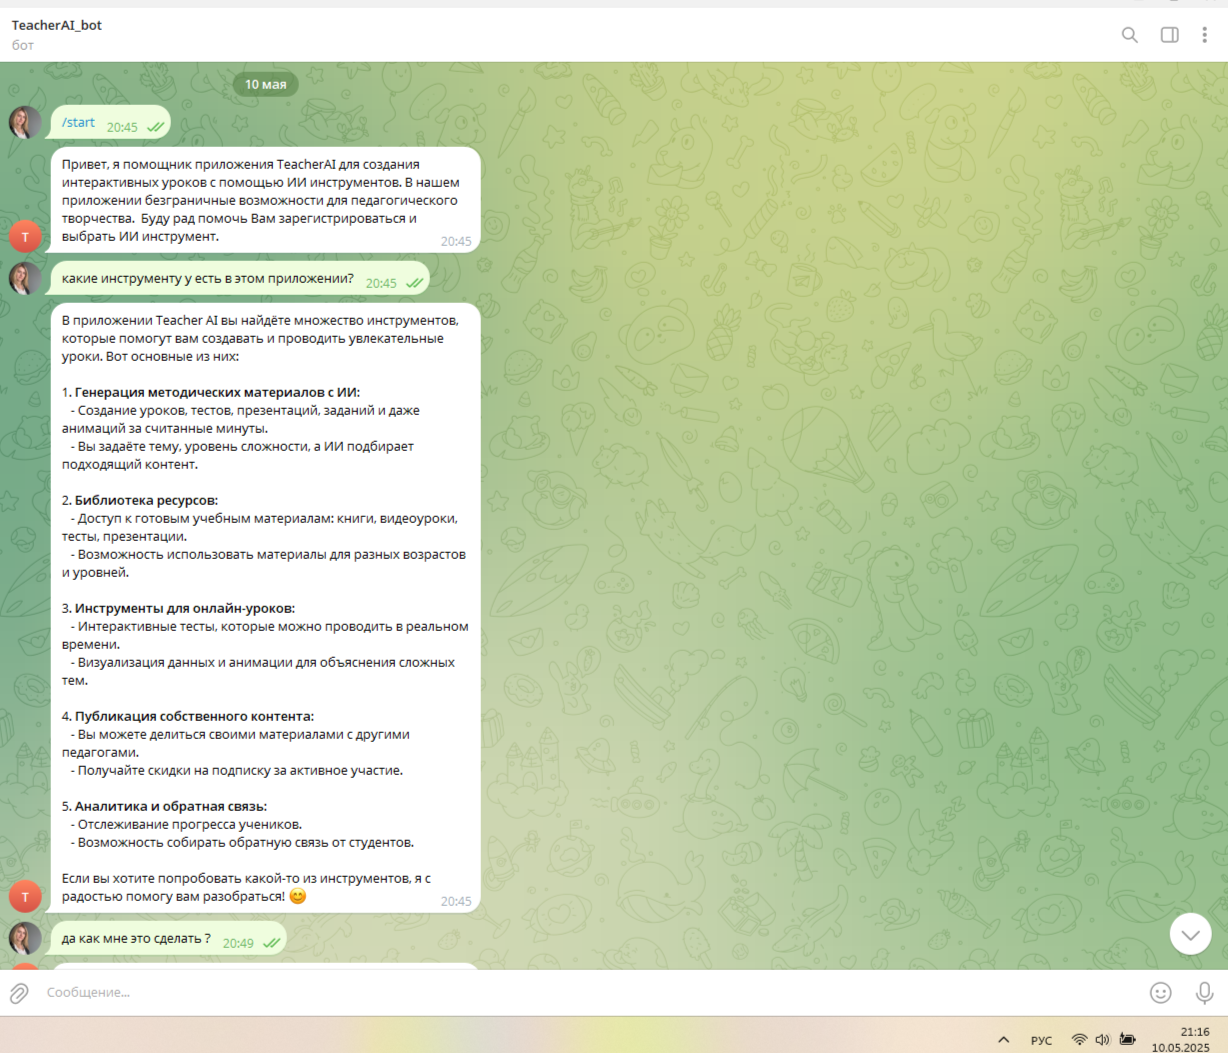 TeacherAI_bot
бот
10 мая
/start 20:45
Привет, я помощник приложения TeacherAI для создания
интерактивных уроков с помощью ИИ инструментов. В нашем
приложении безграничные возможности для педагогического
творчества. Буду рад помочь Вам зарегистрироваться и
выбрать ИИ инструмент.
20:45
T
какие инструменту у есть в этом приложении? 20:45
В приложении Teacher AI вы найдёте множество инструментов,
которые помогут вам создавать и проводить увлекательные
уроки. Вот основные из них:
1. Генерация методических материалов с ИИ:
- Создание уроков, тестов, презентаций, заданий и даже
анимаций за считанные минуты.
- Вы задаёте тему, уровень сложности, а ИИ подбирает
подходящий контент.
2. Библиотека ресурсов:
- Доступ к готовым учебным материалам: книги, видеоуроки,
тесты, презентации.
- Возможность использовать материалы для разных возрастов
и уровней.
3. Инструменты для онлайн-уроков:
- Интерактивные тесты, которые можно проводить в реальном
времени.
- Визуализация данных и анимации для объяснения сложных
тем.
4. Публикация собственного контента:
- Вы можете делиться своими материалами с другими
педагогами.
- Получайте скидки на подписку за активное участие.
5. Аналитика и обратная связь:
- Отслеживание прогресса учеников.
- Возможность собирать обратную связь от студентов.
Если вы хотите попробовать какой-то из инструментов, я с
радостью помогу вам разобраться! 😊
20:45
T
да как мне это сделать ? 20:49
Сообщение...
РУС
21:16
10.05.2025